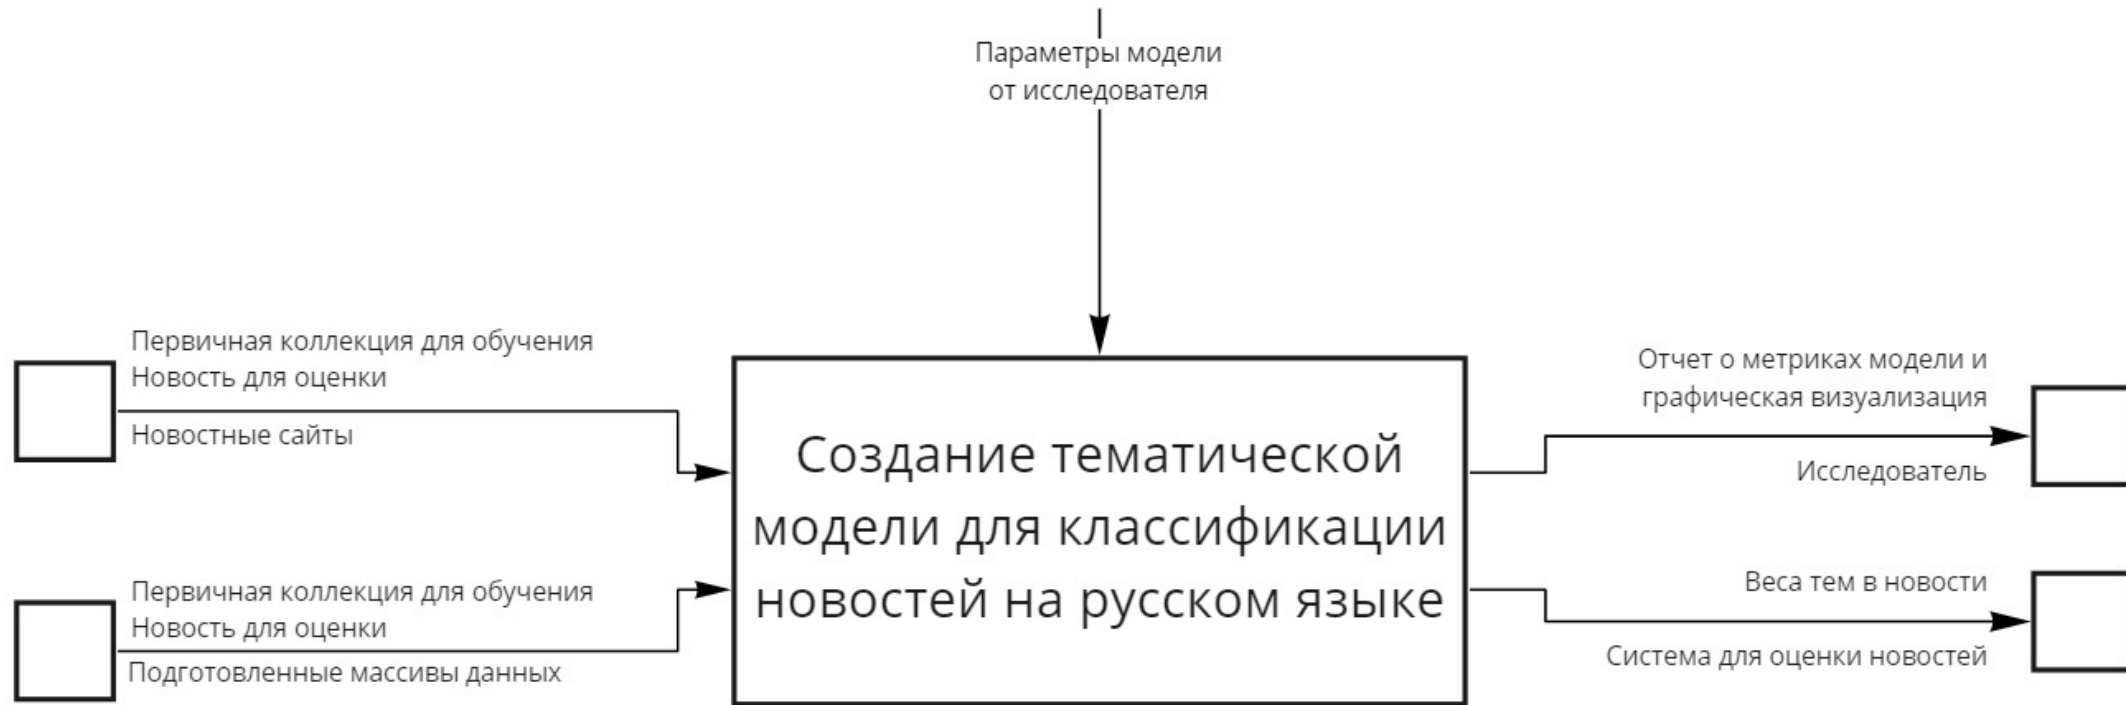 Параметры модели
от исследователя
Первичная коллекция для обучения
Новость для оценки
Новостные сайты
Первичная коллекция для обучения
Новость для оценки
Подготовленные массивы данных
Создание тематической
модели для классификации
новостей на русском языке
Отчет о метриках модели и
графическая визуализация
Исследователь
Веса тем в новости
Система для оценки новостей